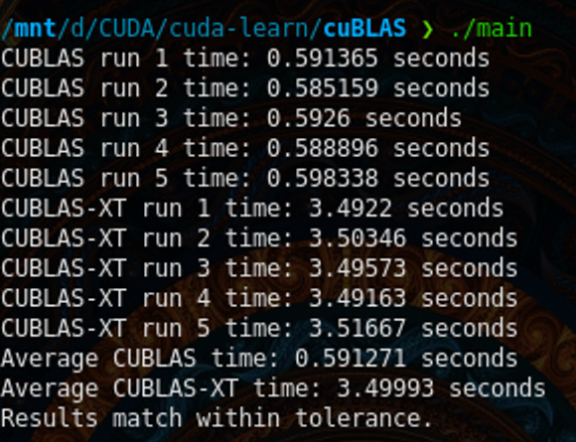 /mnt/d/CUDA/cuda-learn/cuBLAS ❯ ./main
CUBLAS run 1 time: 0.591365 seconds
CUBLAS run 2 time: 0.585159 seconds
CUBLAS run 3 time: 0.5926 seconds
CUBLAS run 4 time: 0.588896 seconds
CUBLAS run 5 time: 0.598338 seconds
CUBLAS-XT run 1 time: 3.4922 seconds
CUBLAS-XT run 2 time: 3.50346 seconds
CUBLAS-XT run 3 time: 3.49573 seconds
CUBLAS-XT run 4 time: 3.49163 seconds
CUBLAS-XT run 5 time: 3.51667 seconds
Average CUBLAS time: 0.591271 seconds
Average CUBLAS-XT time: 3.49993 seconds
Results match within tolerance.